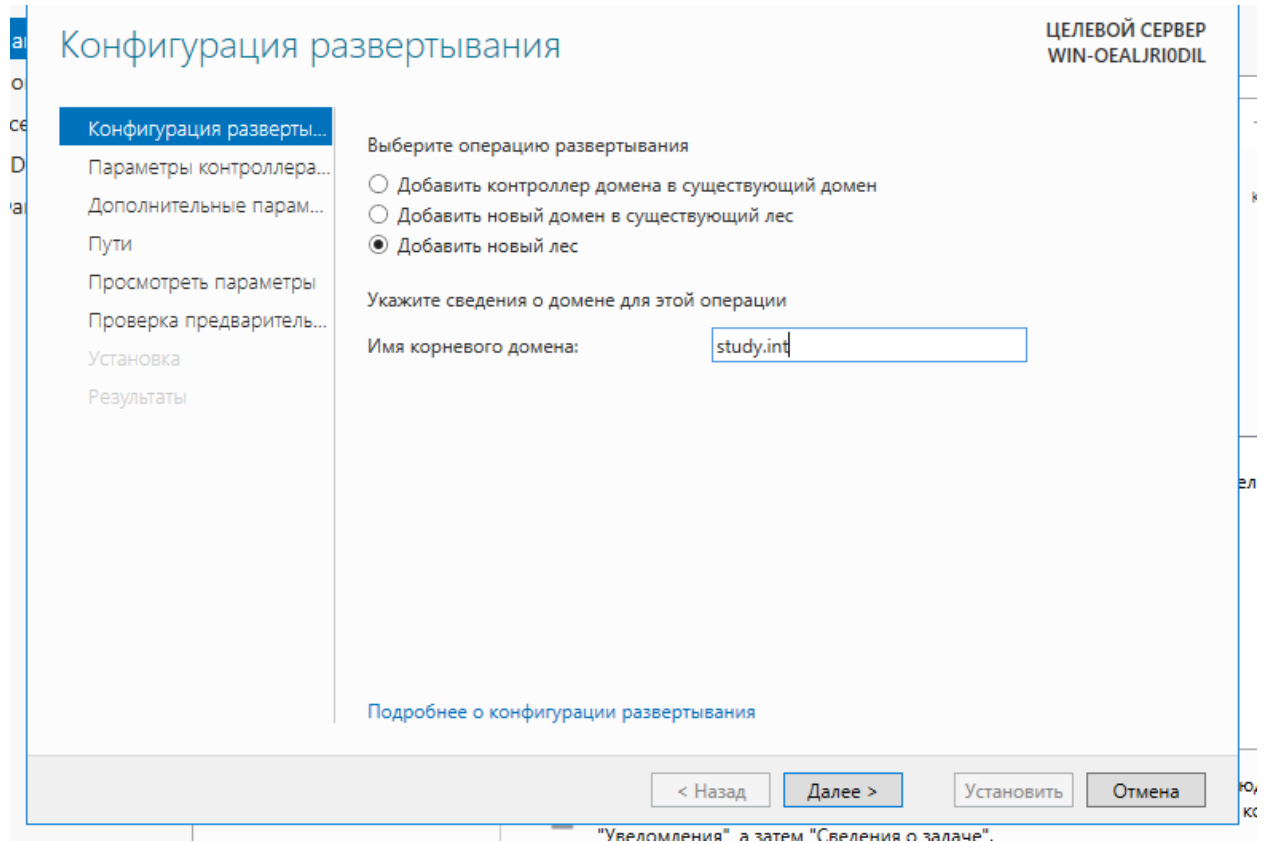 Конфигурация развертывания
ЦЕЛЕВОЙ СЕРВЕР
WIN-OEALJRI0DIL
Конфигурация разверты...
Параметры контроллера...
Дополнительные парам...
Пути
Просмотреть параметры
Проверка предваритель...
Установка
Результаты
Выберите операцию развертывания
Добавить контроллер домена в существующий домен
Добавить новый домен в существующий лес
Добавить новый лес
Укажите сведения о домене для этой операции
Имя корневого домена: study.int
Подробнее о конфигурации развертывания
< Назад Далее > Установить Отмена
"Уведомления", а затем "Сведения о задаче".